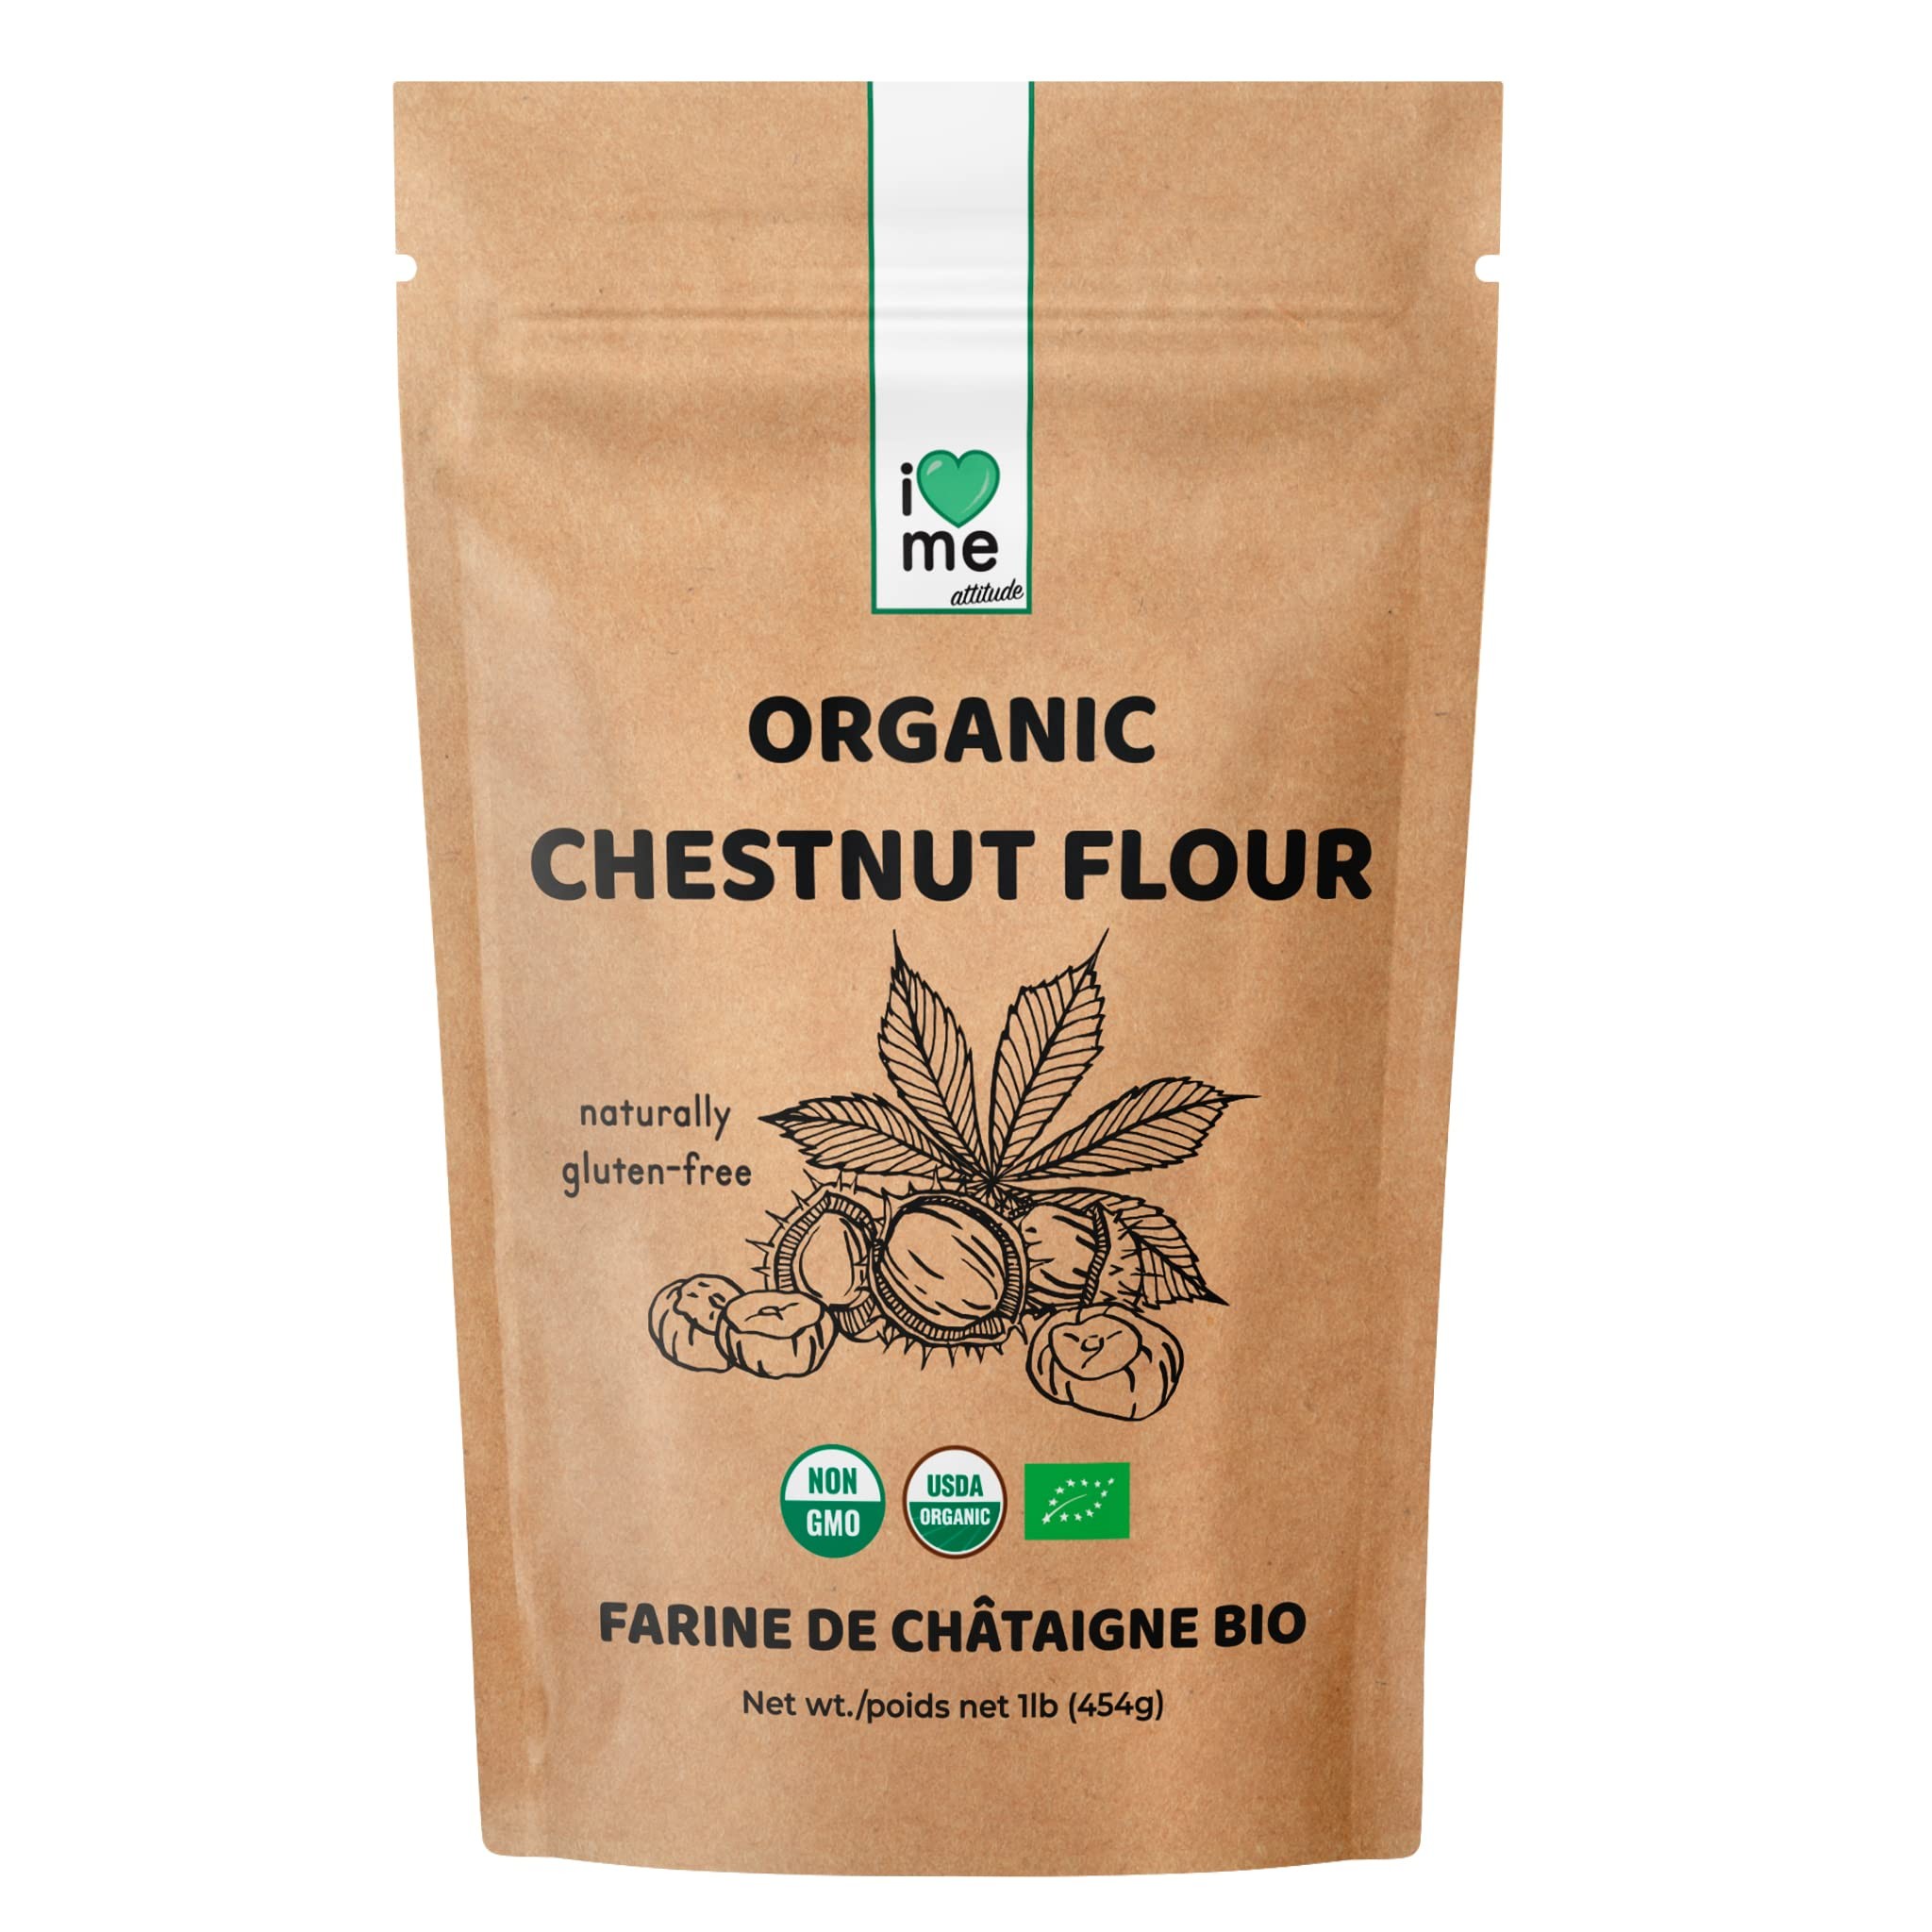 i
me
attitude
ORGANIC
CHESTNUT FLOUR
naturally
gluten-free
NON
GMO
USDA
ORGANIC
FARINE DE CHÂTAIGNE BIO
Net wt./poids net 1lb (454g)